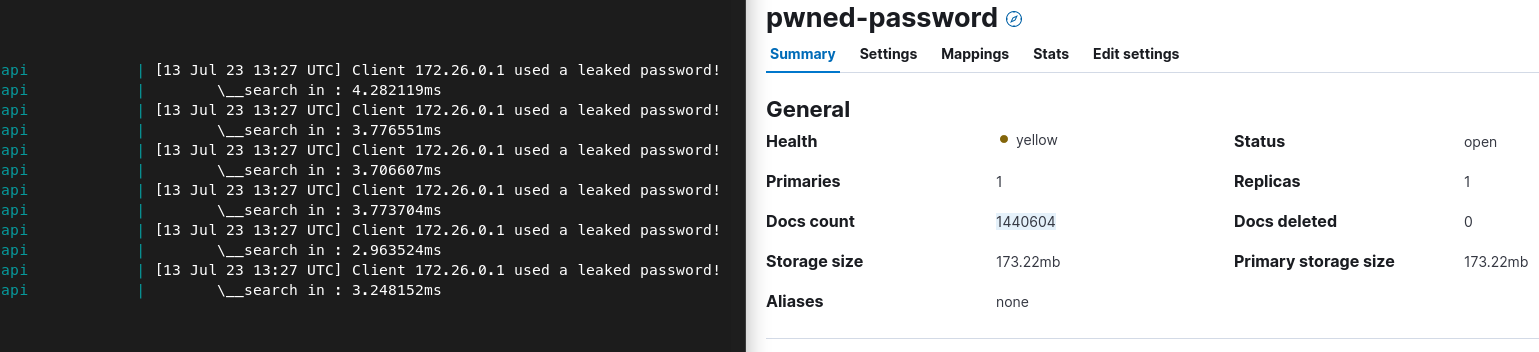 api | [13 Jul 23 13:27 UTC] Client 172.26.0.1 used a leaked password!
api | \__search in : 4.282119ms
api | [13 Jul 23 13:27 UTC] Client 172.26.0.1 used a leaked password!
api | \__search in : 3.776551ms
api | [13 Jul 23 13:27 UTC] Client 172.26.0.1 used a leaked password!
api | \__search in : 3.706607ms
api | [13 Jul 23 13:27 UTC] Client 172.26.0.1 used a leaked password!
api | \__search in : 3.773704ms
api | [13 Jul 23 13:27 UTC] Client 172.26.0.1 used a leaked password!
api | \__search in : 2.963524ms
api | [13 Jul 23 13:27 UTC] Client 172.26.0.1 used a leaked password!
api | \__search in : 3.248152ms
pwned-password
Summary Settings Mappings Stats Edit settings
General
Health yellow Status open
Primaries 1 Replicas 1
Docs count 1440604 Docs deleted 0
Storage size 173.22mb Primary storage size 173.22mb
Aliases none